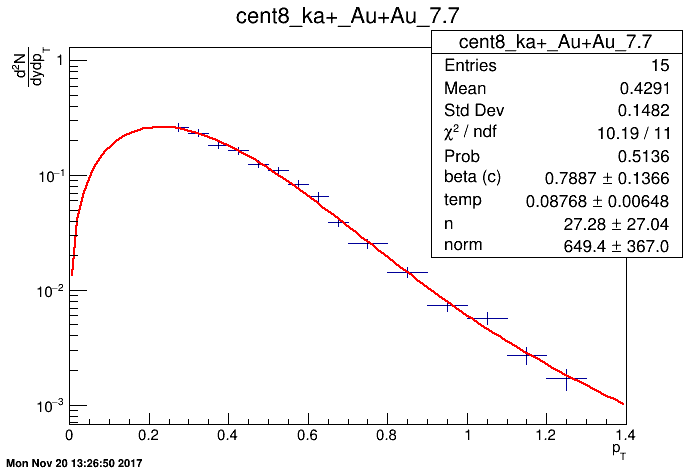 cent8_ka+_Au+Au_7.7
d²N
dydp_T
cent8_ka+_Au+Au_7.7
Entries 15
Mean 0.4291
Std Dev 0.1482
χ² / ndf 10.19 / 11
Prob 0.5136
beta (c) 0.7887 ± 0.1366
temp 0.08768 ± 0.00648
n 27.28 ± 27.04
norm 649.4 ± 367.0
1
10⁻¹
10⁻²
10⁻³
0 0.2 0.4 0.6 0.8 1 1.2 1.4
p_T
Mon Nov 20 13:26:50 2017